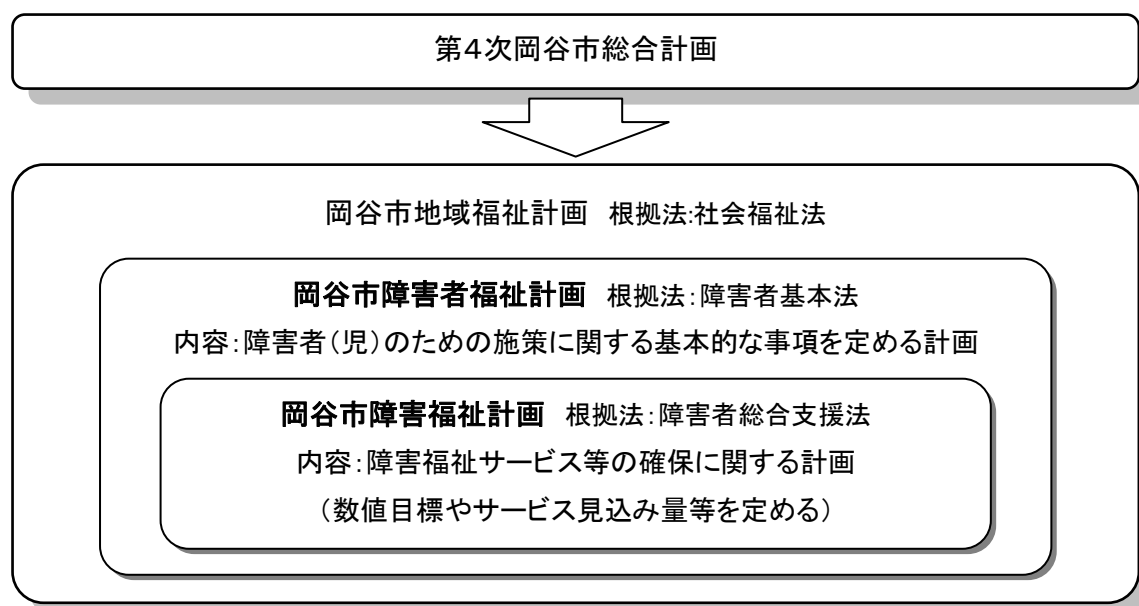 第4次岡谷市総合計画
岡谷市地域福祉計画 根拠法:社会福祉法
岡谷市障害者福祉計画 根拠法:障害者基本法
内容:障害者(児)のための施策に関する基本的な事項を定める計画
岡谷市障害福祉計画 根拠法:障害者総合支援法
内容:障害福祉サービス等の確保に関する計画
(数値目標やサービス見込み量等を定める)